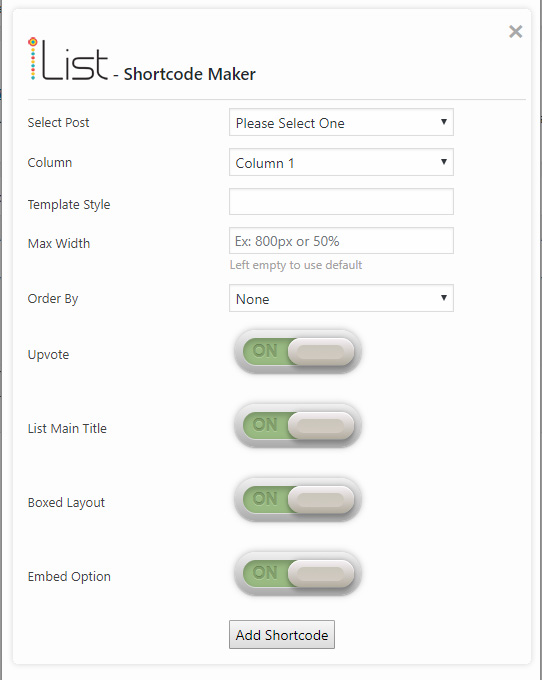 iList - Shortcode Maker
Select Post Please Select One
Column Column 1
Template Style
Max Width Ex: 800px or 50%
Left empty to use default
Order By None
Upvote ON
List Main Title ON
Boxed Layout ON
Embed Option ON
Add Shortcode